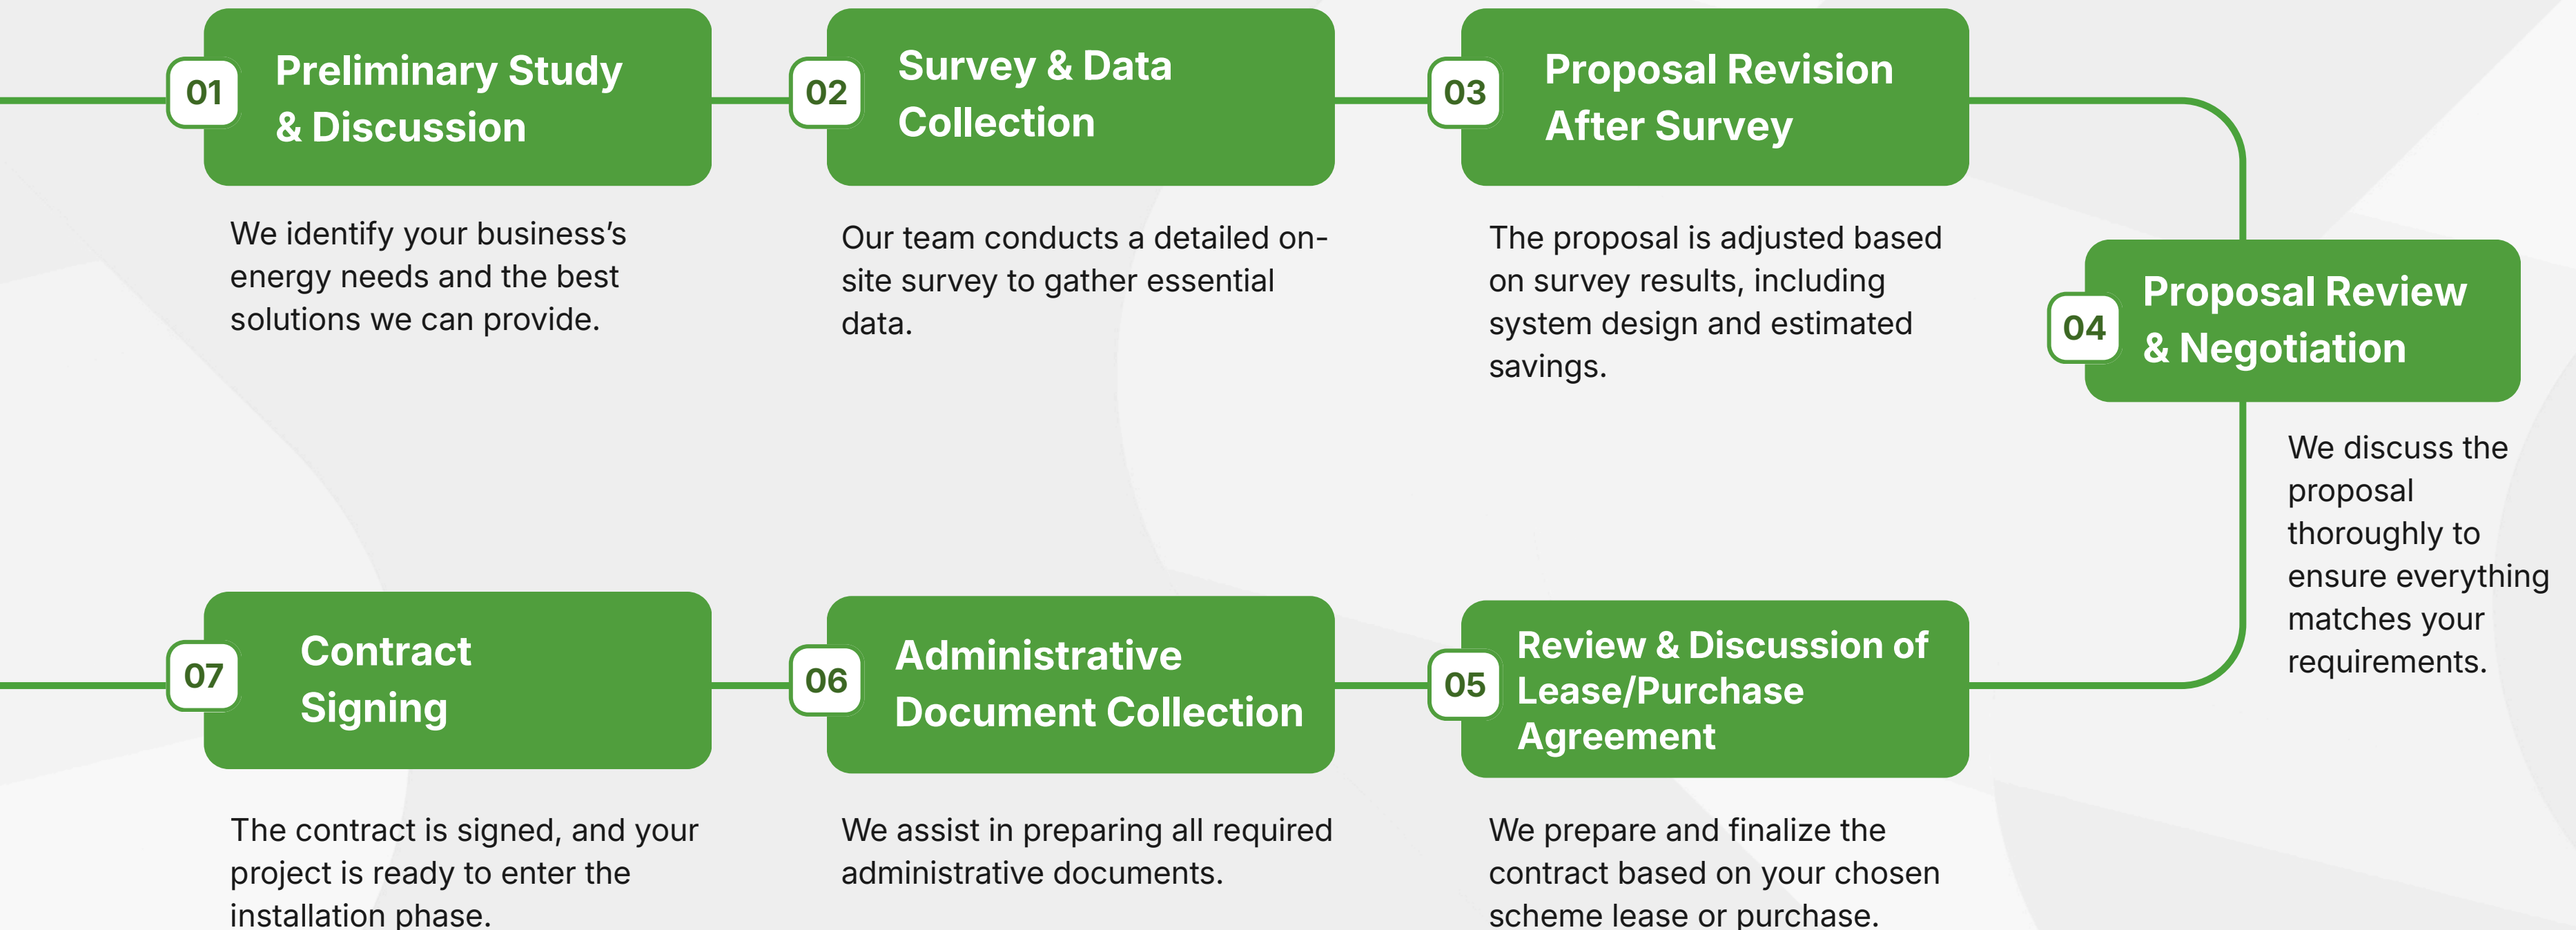 01
Preliminary Study
& Discussion
We identify your business’s
energy needs and the best
solutions we can provide.
02
Survey & Data
Collection
Our team conducts a detailed on-
site survey to gather essential
data.
03
Proposal Revision
After Survey
The proposal is adjusted based
on survey results, including
system design and estimated
savings.
04
Proposal Review
& Negotiation
We discuss the
proposal
thoroughly to
ensure everything
matches your
requirements.
05
Review & Discussion of
Lease/Purchase
Agreement
We prepare and finalize the
contract based on your chosen
scheme lease or purchase.
06
Administrative
Document Collection
We assist in preparing all required
administrative documents.
07
Contract
Signing
The contract is signed, and your
project is ready to enter the
installation phase.